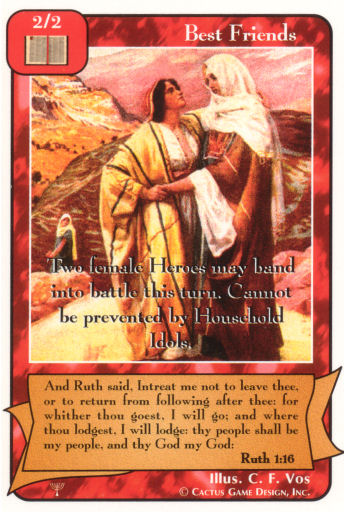 2/2
Best Friends
Two female Heroes may band
into battle this turn. Cannot
be prevented by Household
Idols.
And Ruth said, Intreat me not to leave thee,
or to return from following after thee: for
whither thou goest, I will go; and where
thou lodgest, I will lodge: thy people shall be
my people, and thy God my God:
Ruth 1:16
Illus. C. F. Vos
© Cactus Game Design, Inc.